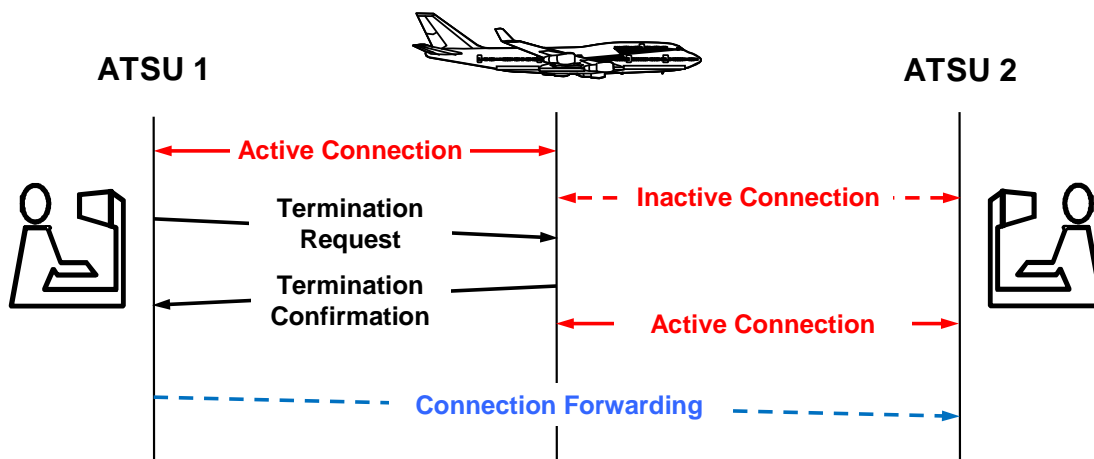 ATSU 1
ATSU 2
Active Connection
Inactive Connection
Termination
Request
Termination
Confirmation
Active Connection
Connection Forwarding